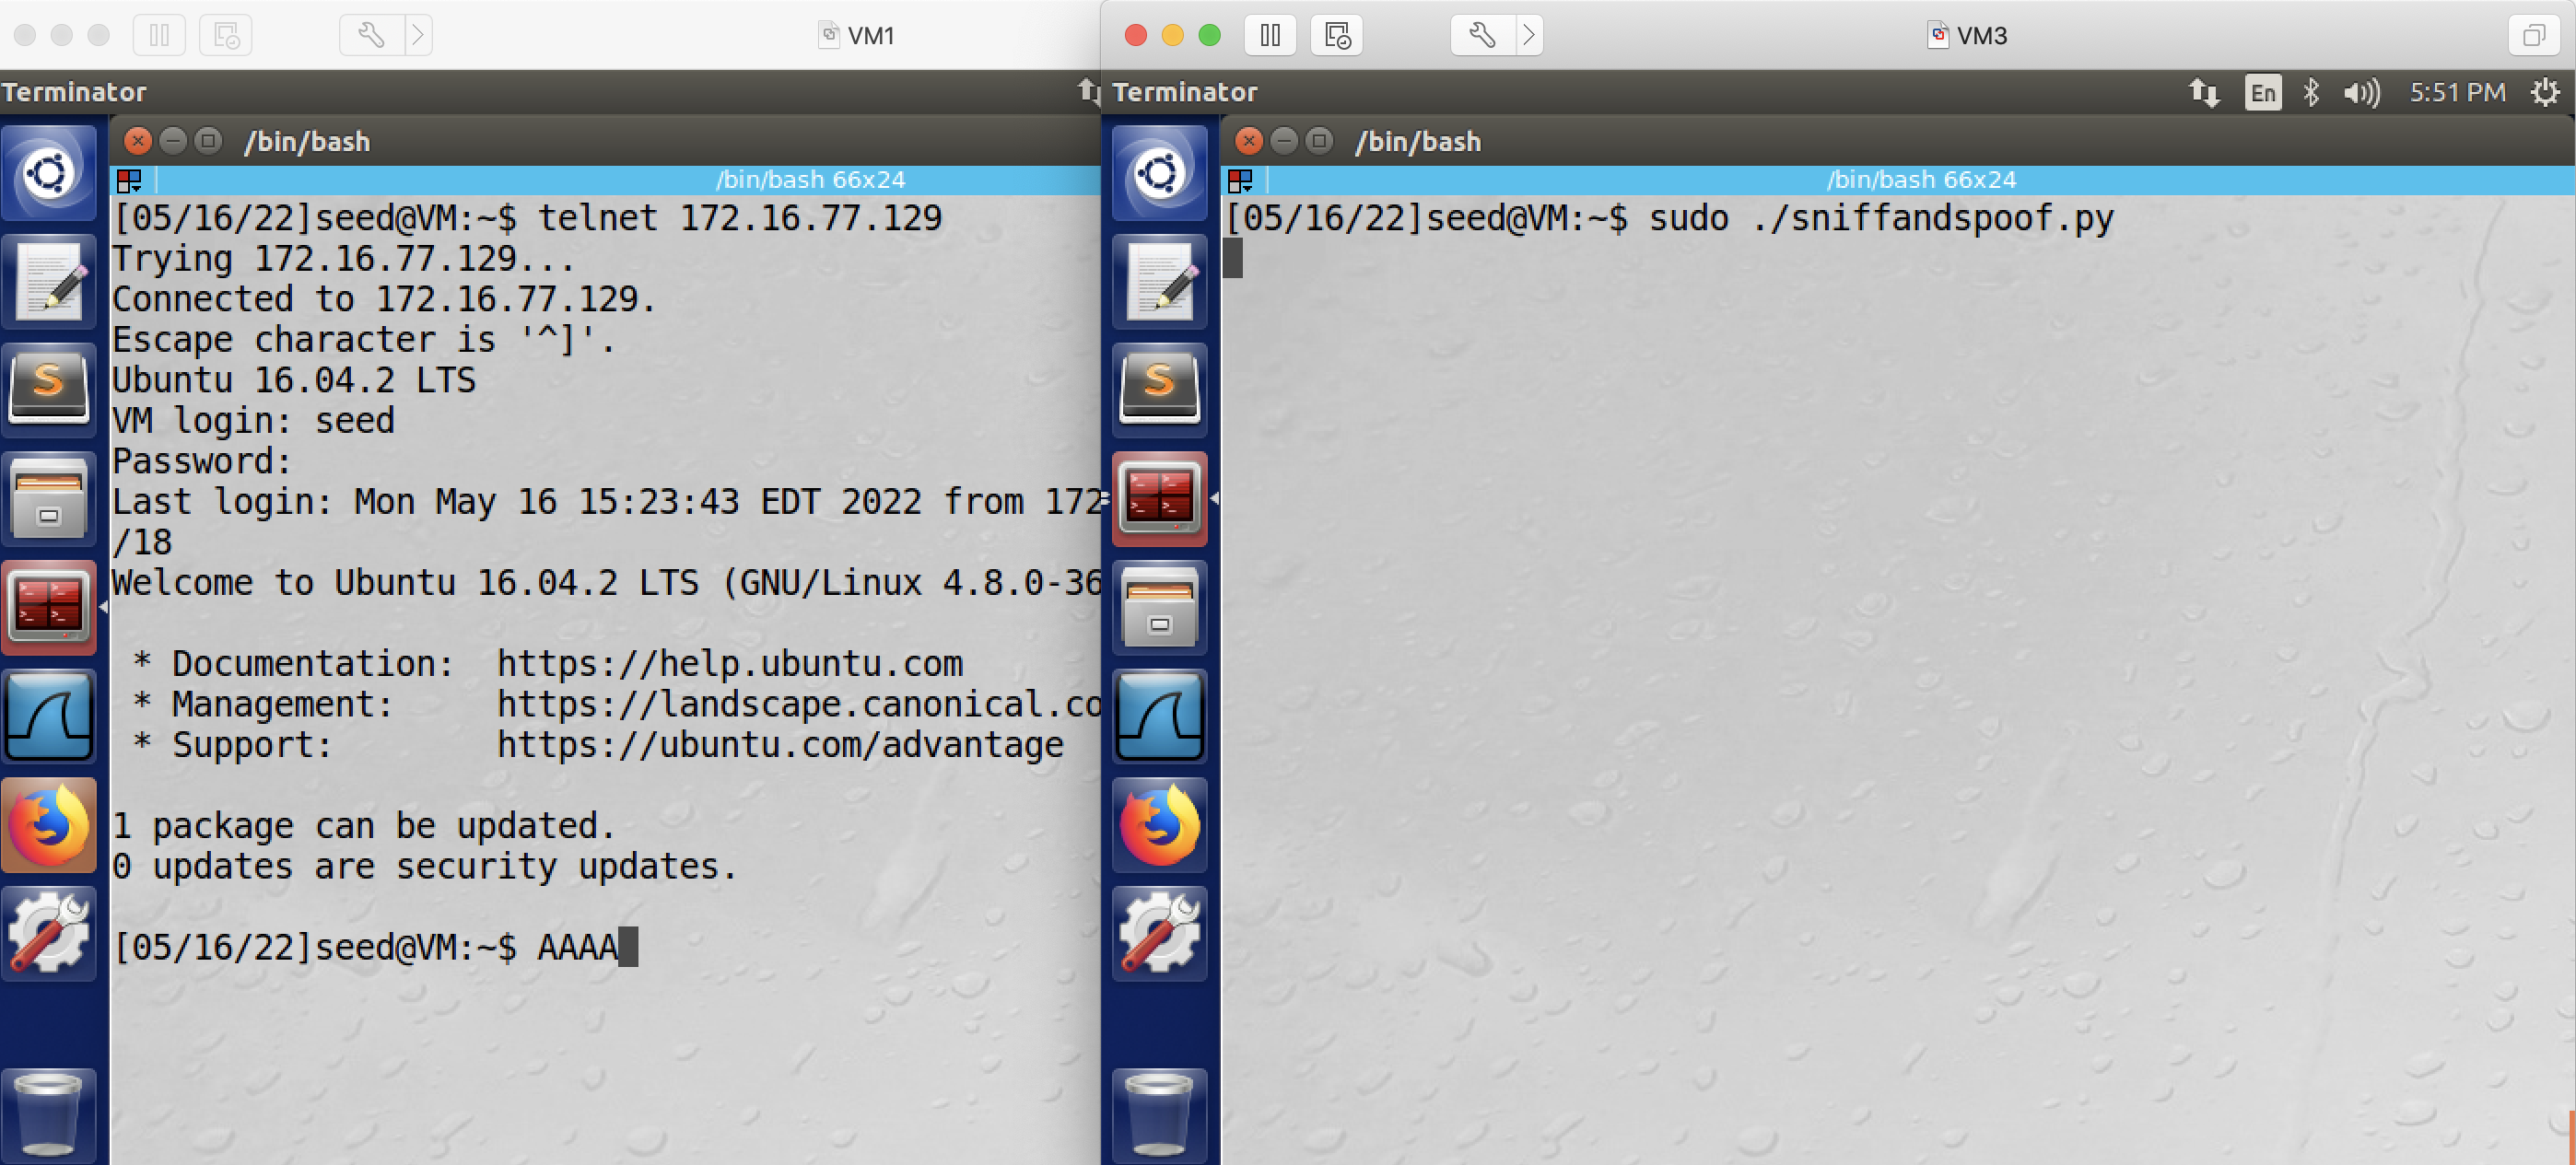 VM1
Terminator
/bin/bash
/bin/bash 66x24
[05/16/22]seed@VM:~$ telnet 172.16.77.129
Trying 172.16.77.129...
Connected to 172.16.77.129.
Escape character is '^]'.
Ubuntu 16.04.2 LTS
VM login: seed
Password:
Last login: Mon May 16 15:23:43 EDT 2022 from 172
/18
Welcome to Ubuntu 16.04.2 LTS (GNU/Linux 4.8.0-36
* Documentation: https://help.ubuntu.com
* Management: https://landscape.canonical.co
* Support: https://ubuntu.com/advantage
1 package can be updated.
0 updates are security updates.
[05/16/22]seed@VM:~$ AAAA
VM3
Terminator
En
5:51 PM
/bin/bash
/bin/bash 66x24
[05/16/22]seed@VM:~$ sudo ./sniffandspoof.py